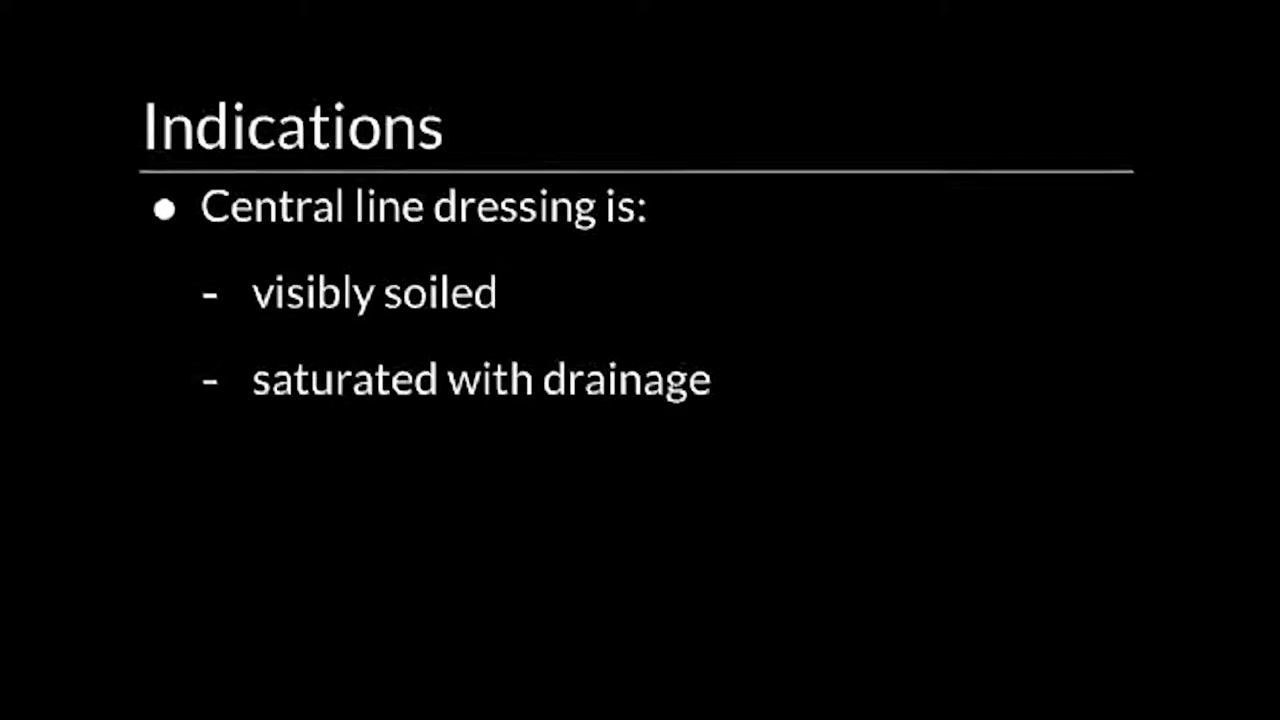 Indications
● Central line dressing is:
- visibly soiled
- saturated with drainage